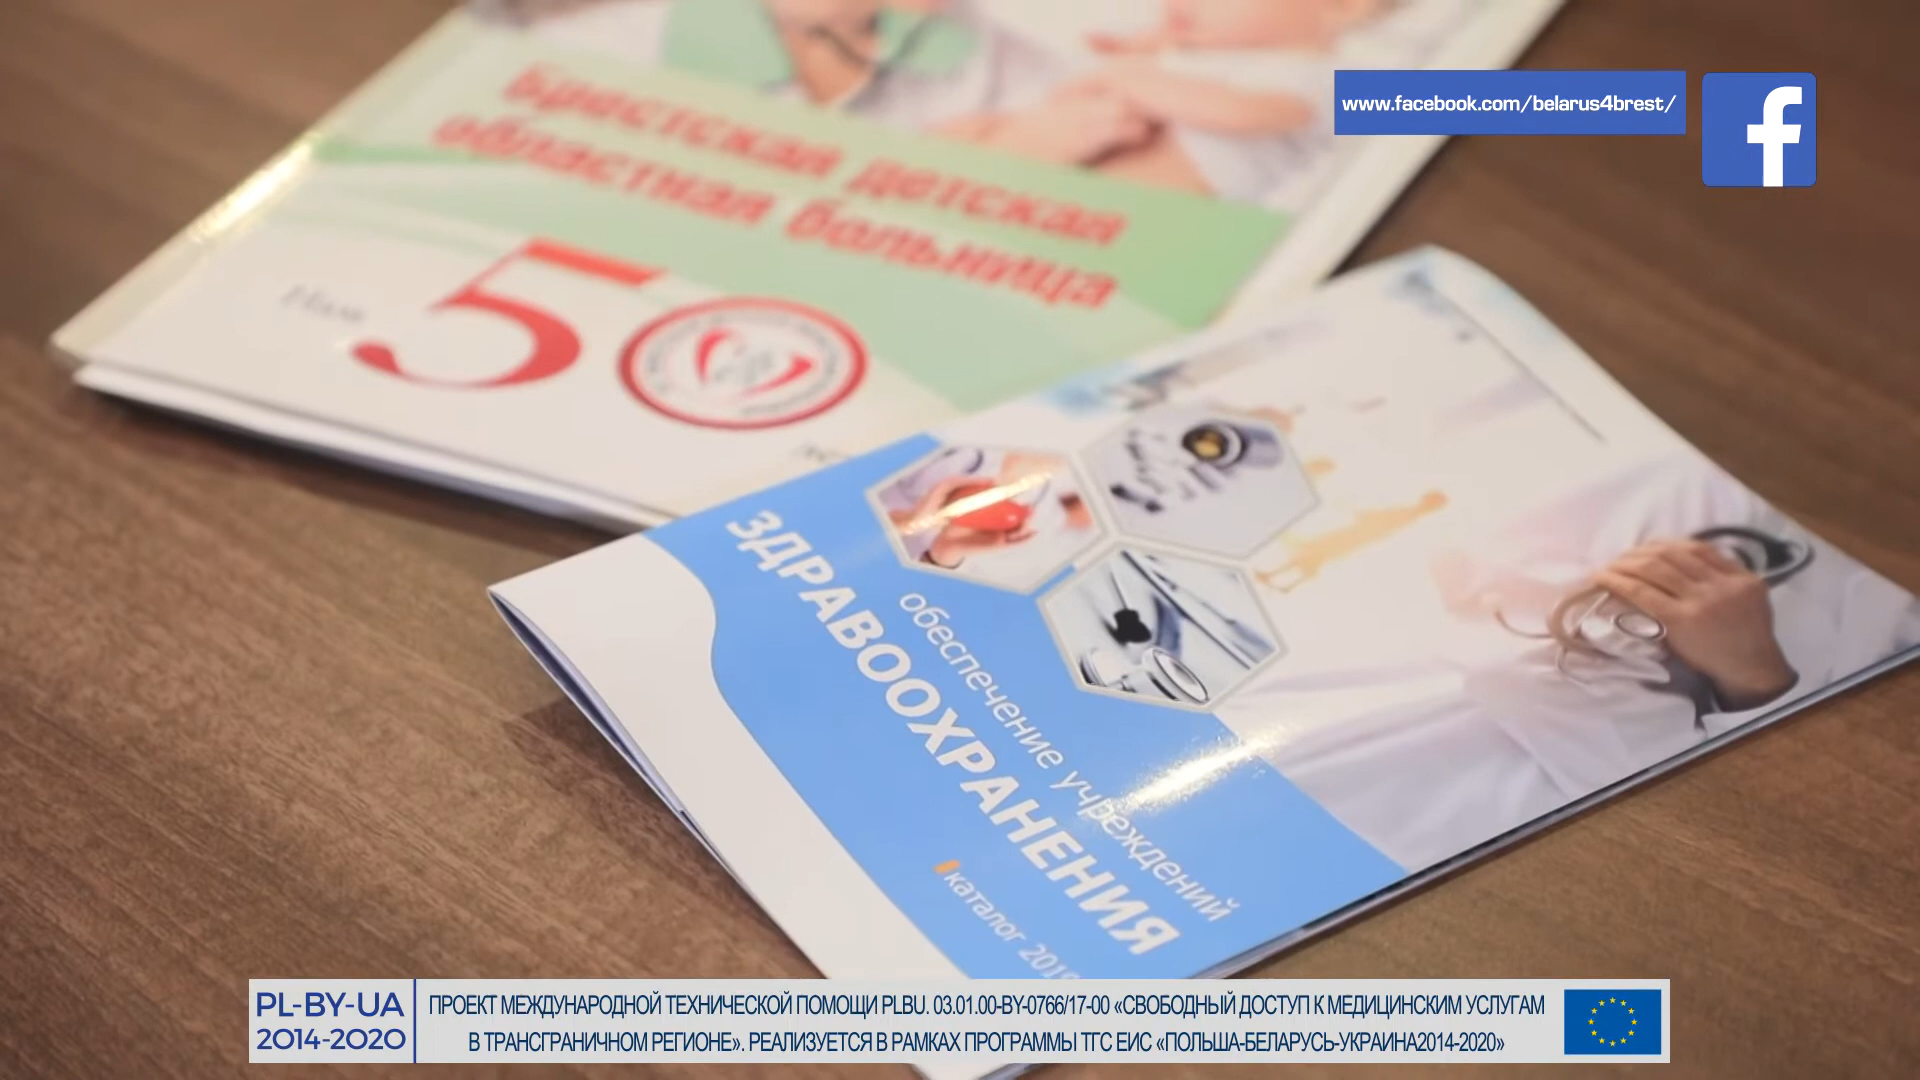 www.facebook.com/belarus4brest/
f
Брестская детская
областная больница
Нам
50
обеспечение учреждений
ЗДРАВООХРАНЕНИЯ
каталог 2019
PL-BY-UA
2014-2020
ПРОЕКТ МЕЖДУНАРОДНОЙ ТЕХНИЧЕСКОЙ ПОМОЩИ PLBU. 03.01.00-BY-0766/17-00 «СВОБОДНЫЙ ДОСТУП К МЕДИЦИНСКИМ УСЛУГАМ
В ТРАНСГРАНИЧНОМ РЕГИОНЕ». РЕАЛИЗУЕТСЯ В РАМКАХ ПРОГРАММЫ ТГС ЕИС «ПОЛЬША-БЕЛАРУСЬ-УКРАИНА2014-2020»